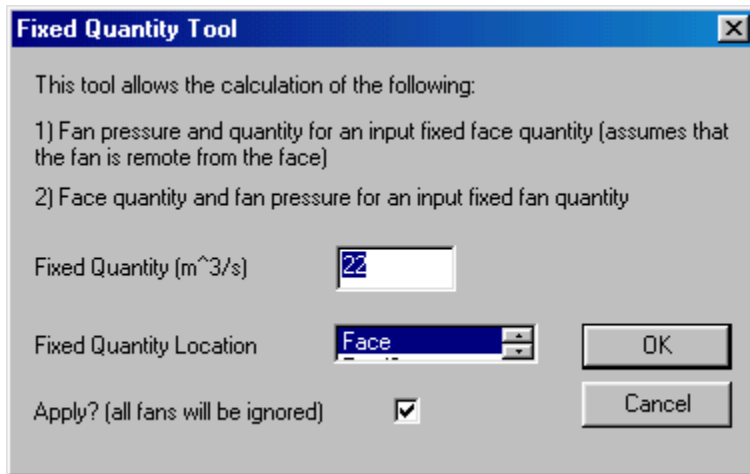 Fixed Quantity Tool
This tool allows the calculation of the following:
1) Fan pressure and quantity for an input fixed face quantity (assumes that
the fan is remote from the face)
2) Face quantity and fan pressure for an input fixed fan quantity
Fixed Quantity (m^3/s)
22
Fixed Quantity Location
Face
OK
Apply? (all fans will be ignored)
Cancel